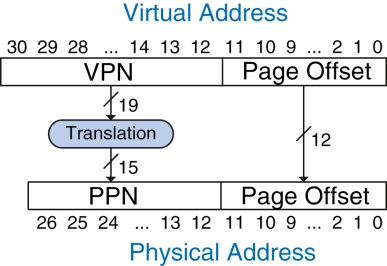 Virtual Address
30 29 28 ... 14 13 12 11 10 9 ... 2 1 0
VPN Page Offset
19
Translation
12
15
PPN Page Offset
26 25 24 ... 13 12 11 10 9 ... 2 1 0
Physical Address